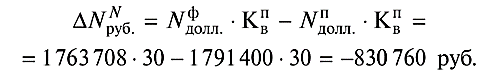 ΔN^N_руб. = N^ф_долл. · К^п_в − N^п_долл. · К^п_в =
= 1 763 708 · 30 − 1 791 400 · 30 = −830 760 руб.